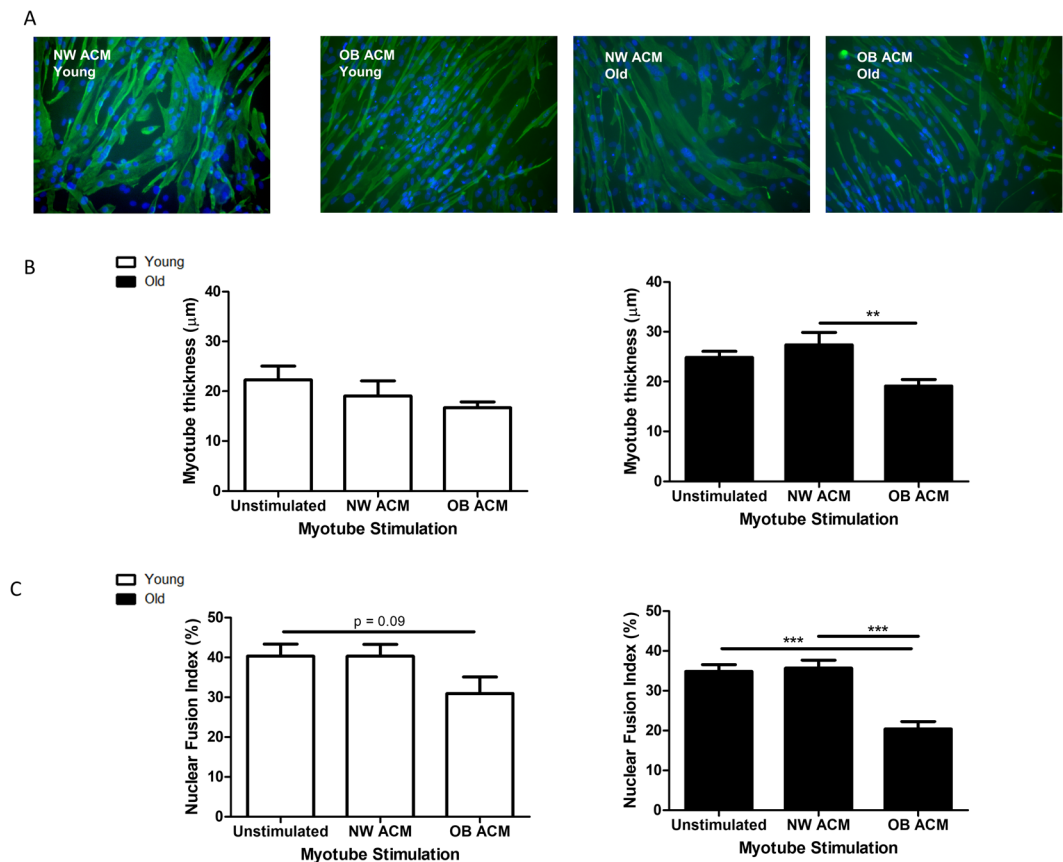 A
NW ACM
Young
OB ACM
Young
NW ACM
Old
OB ACM
Old
B
Young
Old
Myotube thickness (μm)
40
30
20
10
0
Unstimulated NW ACM OB ACM
Myotube Stimulation
Myotube thickness (μm)
40
30
20
10
0
**
Unstimulated NW ACM OB ACM
Myotube Stimulation
C
Young
Old
Nuclear Fusion Index (%)
50
40
30
20
10
0
p = 0.09
Unstimulated NW ACM OB ACM
Myotube Stimulation
Nuclear Fusion Index (%)
50
40
30
20
10
0
***
***
Unstimulated NW ACM OB ACM
Myotube Stimulation